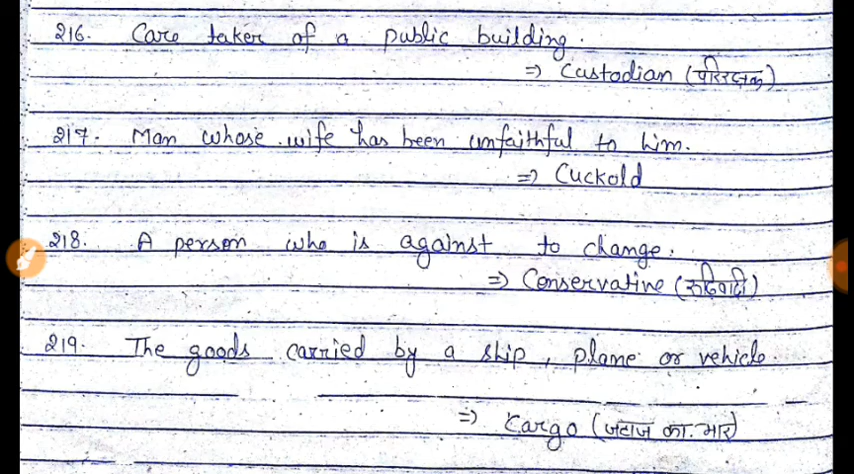 216. Care taker of a public building.
=> Custodian (परिरक्षक)
217. Man whose wife has been unfaithful to him.
=> Cuckold
218. A person who is against to change.
=> Conservative (रूढ़िवादी)
219. The goods carried by a ship, plane or vehicle.
=> Cargo (जहाज का भार)